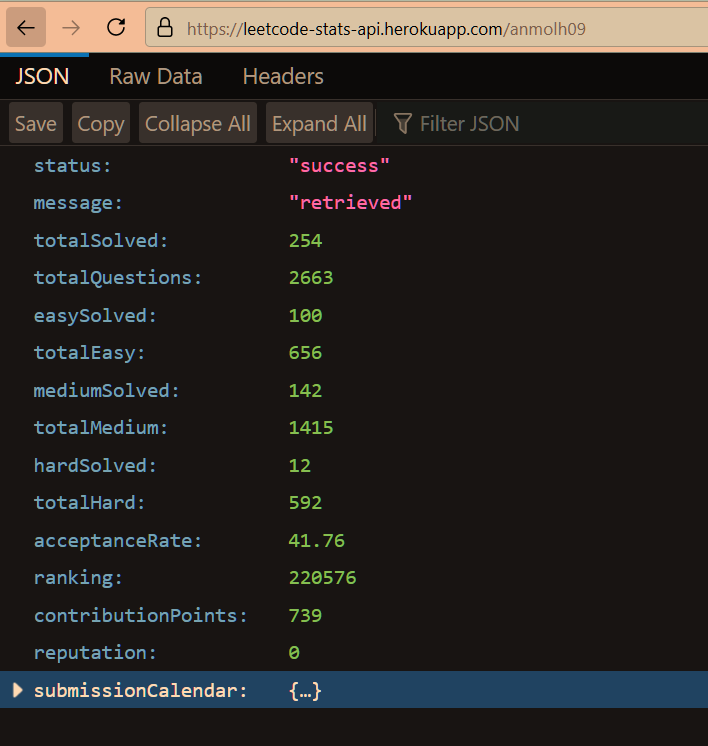 https://leetcode-stats-api.herokuapp.com/anmolh09
JSON Raw Data Headers
Save Copy Collapse All Expand All Filter JSON
status: "success"
message: "retrieved"
totalSolved: 254
totalQuestions: 2663
easySolved: 100
totalEasy: 656
mediumSolved: 142
totalMedium: 1415
hardSolved: 12
totalHard: 592
acceptanceRate: 41.76
ranking: 220576
contributionPoints: 739
reputation: 0
submissionCalendar: {…}